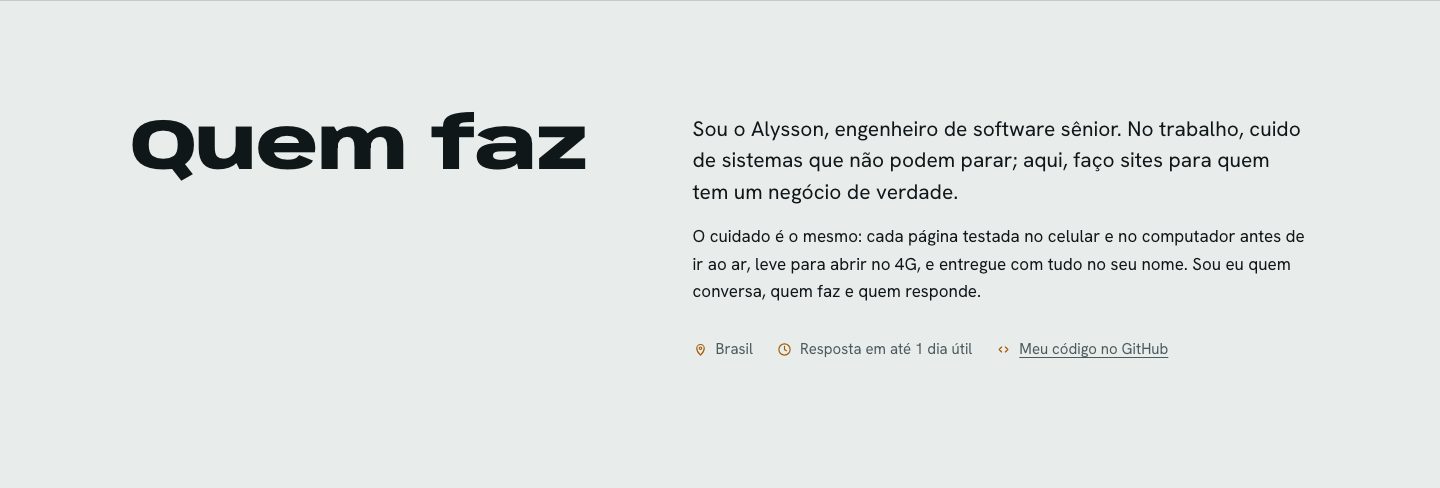 Quem faz
Sou o Alysson, engenheiro de software sênior. No trabalho, cuido
de sistemas que não podem parar; aqui, faço sites para quem
tem um negócio de verdade.
O cuidado é o mesmo: cada página testada no celular e no computador antes de
ir ao ar, leve para abrir no 4G, e entregue com tudo no seu nome. Sou eu quem
conversa, quem faz e quem responde.
Brasil Resposta em até 1 dia útil Meu código no GitHub